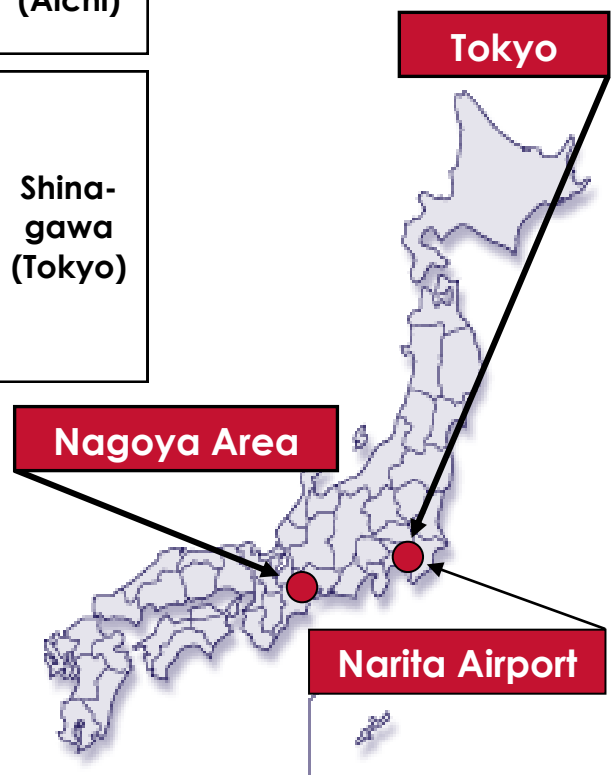 (Aichi)
Tokyo
Shina-
gawa
(Tokyo)
Nagoya Area
Narita Airport